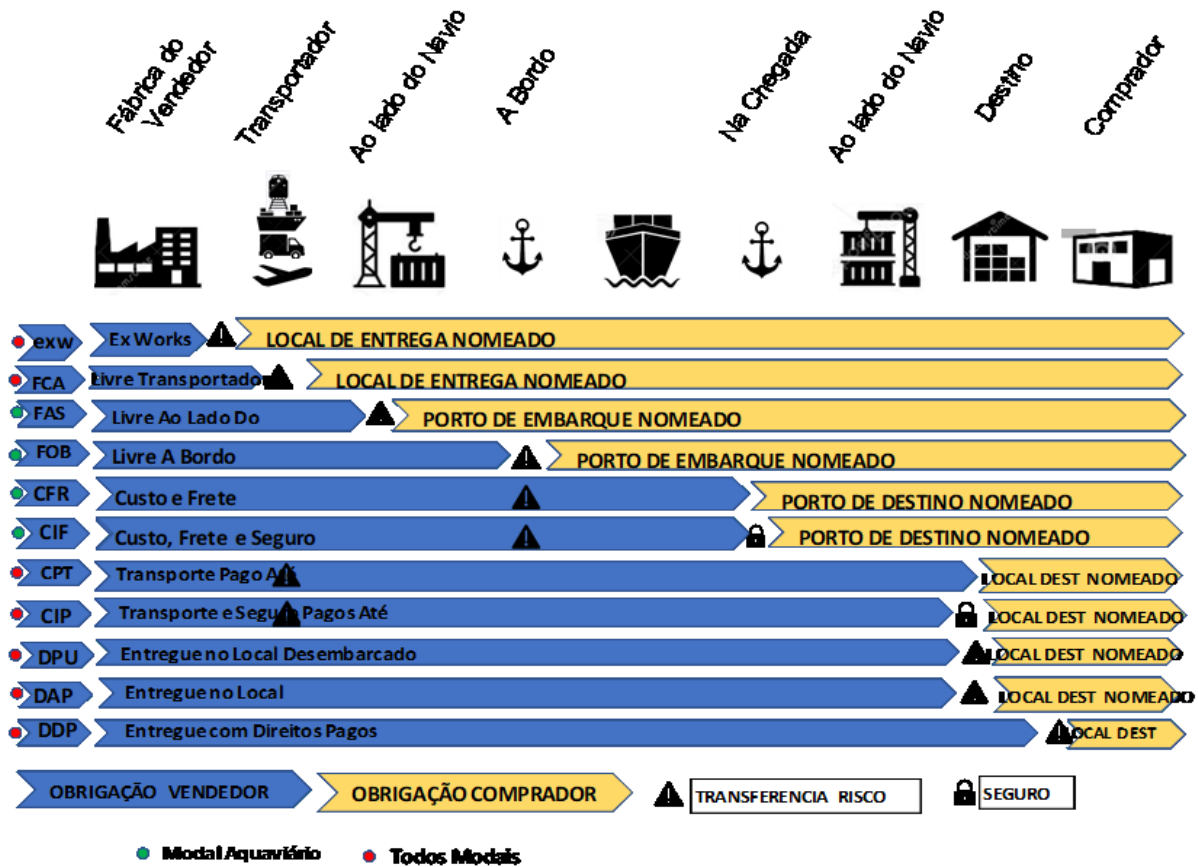 Fábrica do
Vendedor
Transportador
Ao lado do Navio
A Bordo
Na Chegada
Ao lado do Navio
Destino
Comprador
exw Ex Works LOCAL DE ENTREGA NOMEADO
FCA Livre Transportado LOCAL DE ENTREGA NOMEADO
FAS Livre Ao Lado Do PORTO DE EMBARQUE NOMEADO
FOB Livre A Bordo PORTO DE EMBARQUE NOMEADO
CFR Custo e Frete PORTO DE DESTINO NOMEADO
CIF Custo, Frete e Seguro PORTO DE DESTINO NOMEADO
CPT Transporte Pago Até LOCAL DEST NOMEADO
CIP Transporte e Seguro Pagos Até LOCAL DEST NOMEADO
DPU Entregue no Local Desembarcado LOCAL DEST NOMEADO
DAP Entregue no Local LOCAL DEST NOMEADO
DDP Entregue com Direitos Pagos LOCAL DEST
OBRIGAÇÃO VENDEDOR OBRIGAÇÃO COMPRADOR TRANSFERENCIA RISCO SEGURO
Modal Aquaviário Todos Modais